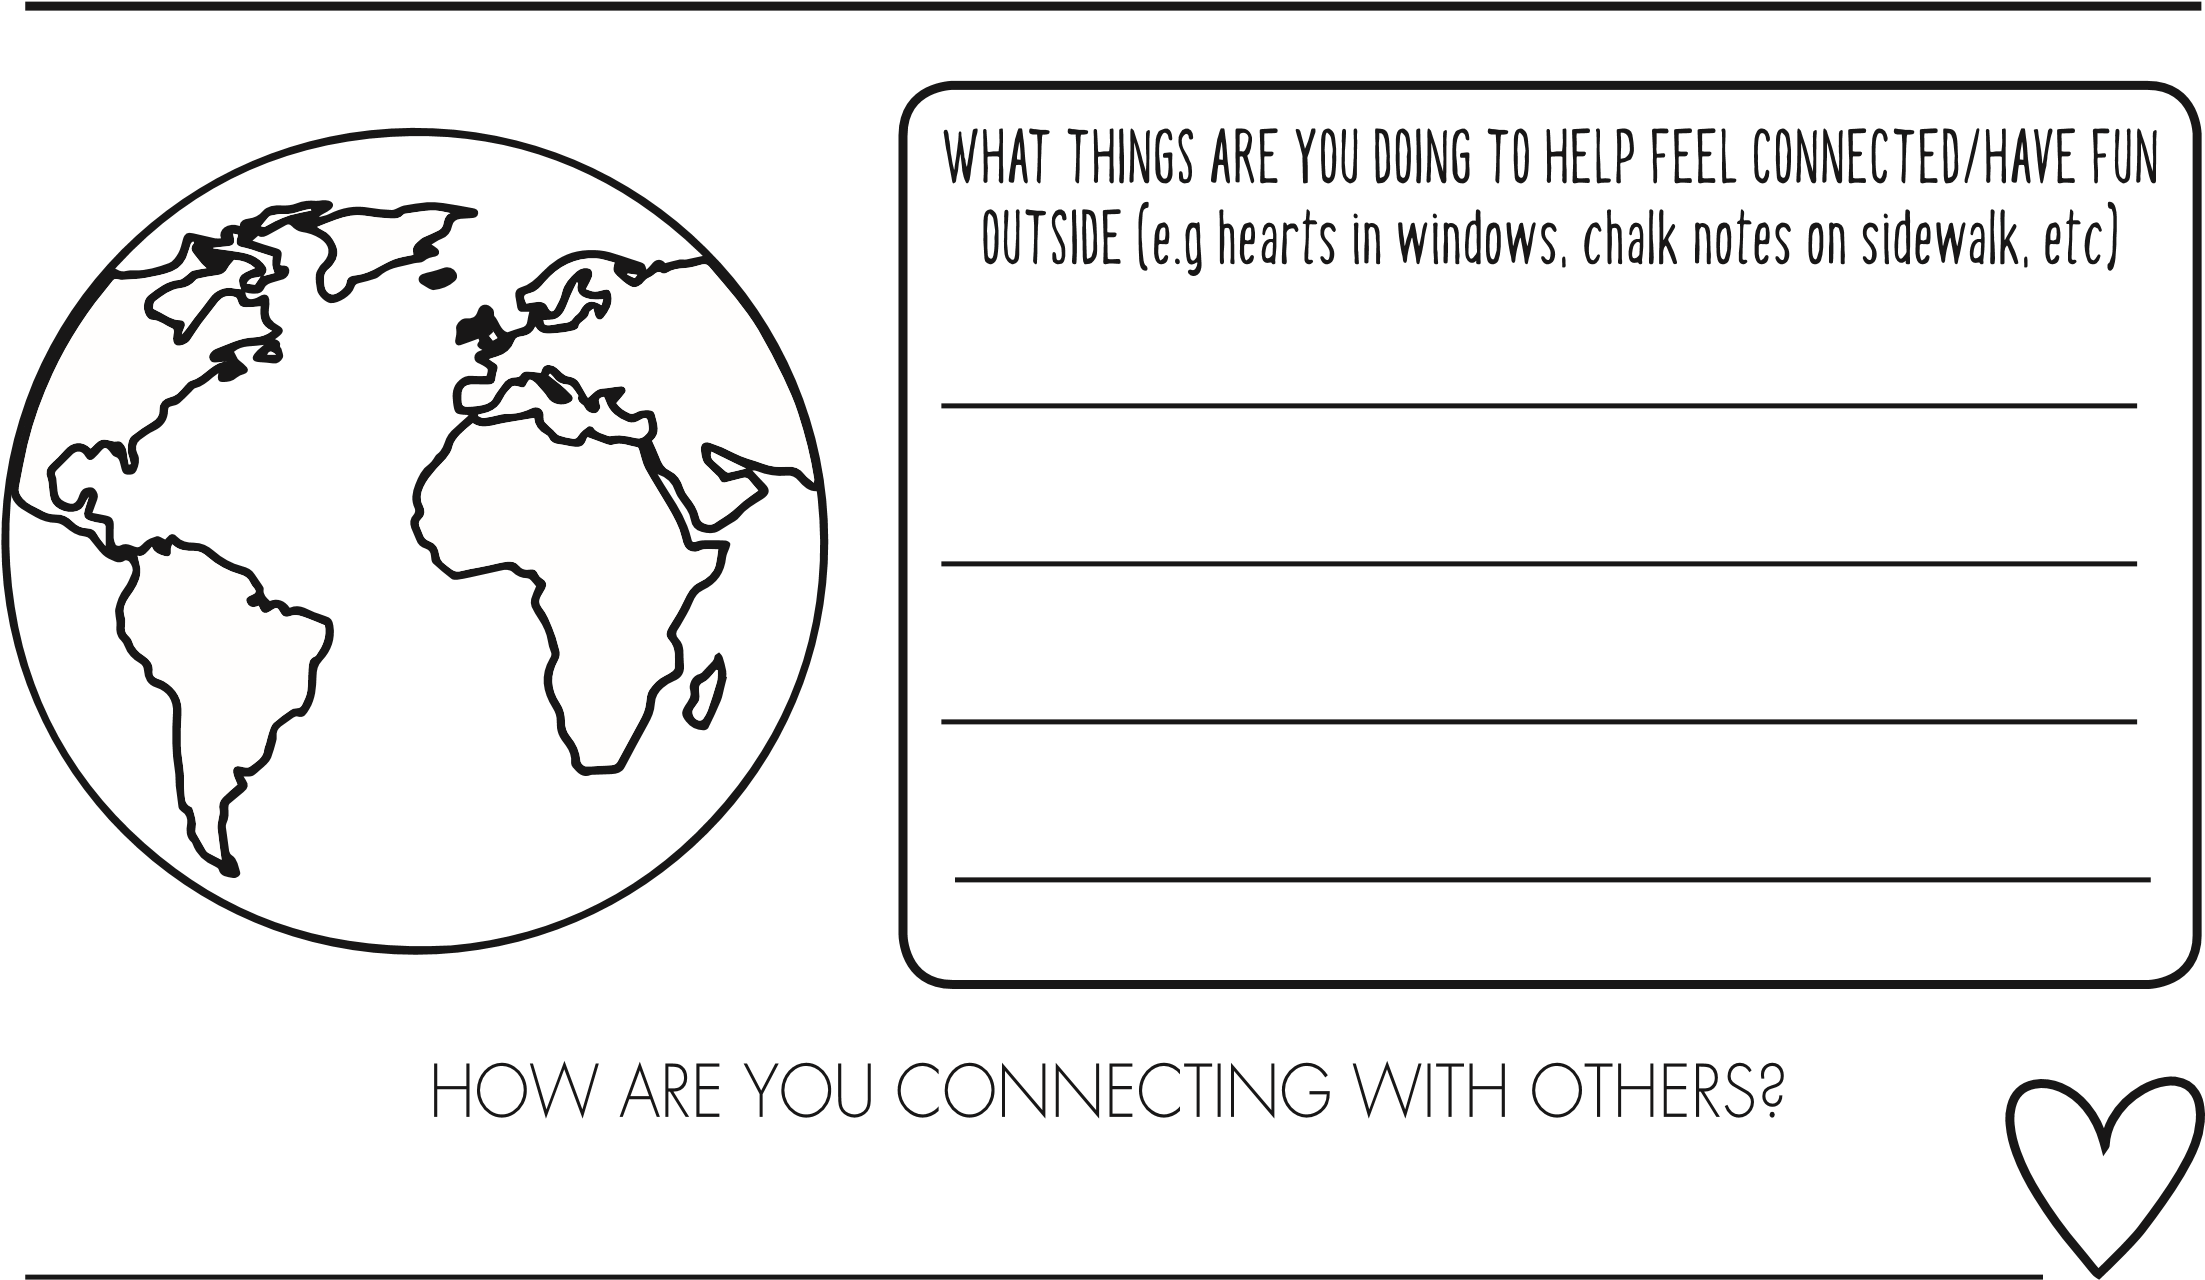 WHAT THINGS ARE YOU DOING TO HELP FEEL CONNECTED/HAVE FUN
OUTSIDE (e.g hearts in windows, chalk notes on sidewalk, etc)
HOW ARE YOU CONNECTING WITH OTHERS?